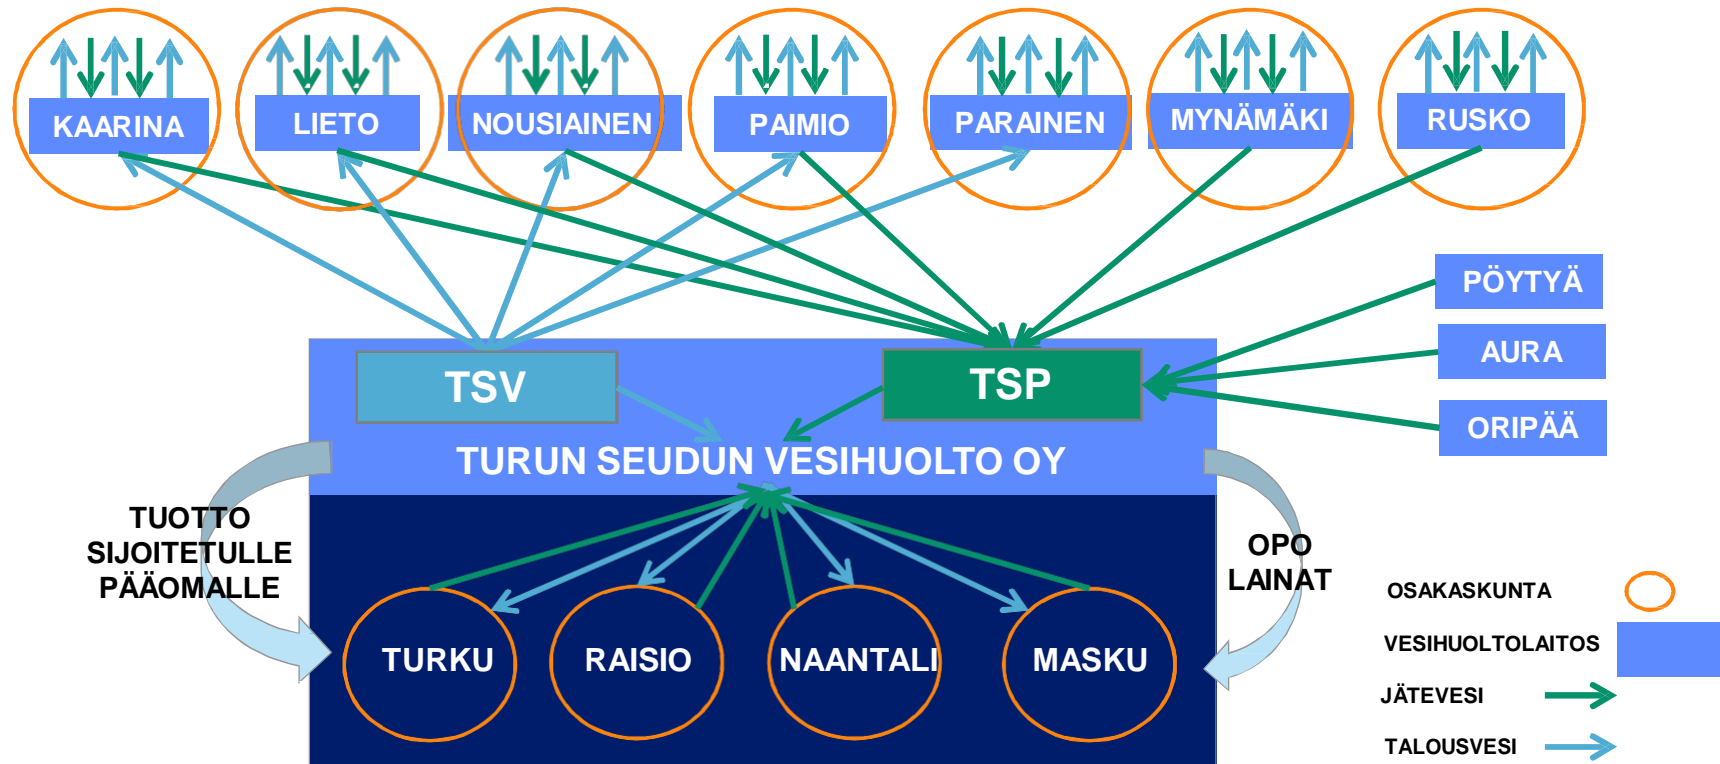 KAARINA
LIETO
NOUSIAINEN
PAIMIO
PARAINEN
MYNÄMÄKI
RUSKO
PÖYTYÄ
AURA
ORIPÄÄ
TSV
TSP
TURUN SEUDUN VESIHUOLTO OY
TUOTTO
SIJOITETULLE
PÄÄOMALLE
OPO
LAINAT
TURKU
RAISIO
NAANTALI
MASKU
OSAKASKUNTA
VESIHUOLTOLAITOS
JÄTEVESI
TALOUSVESI